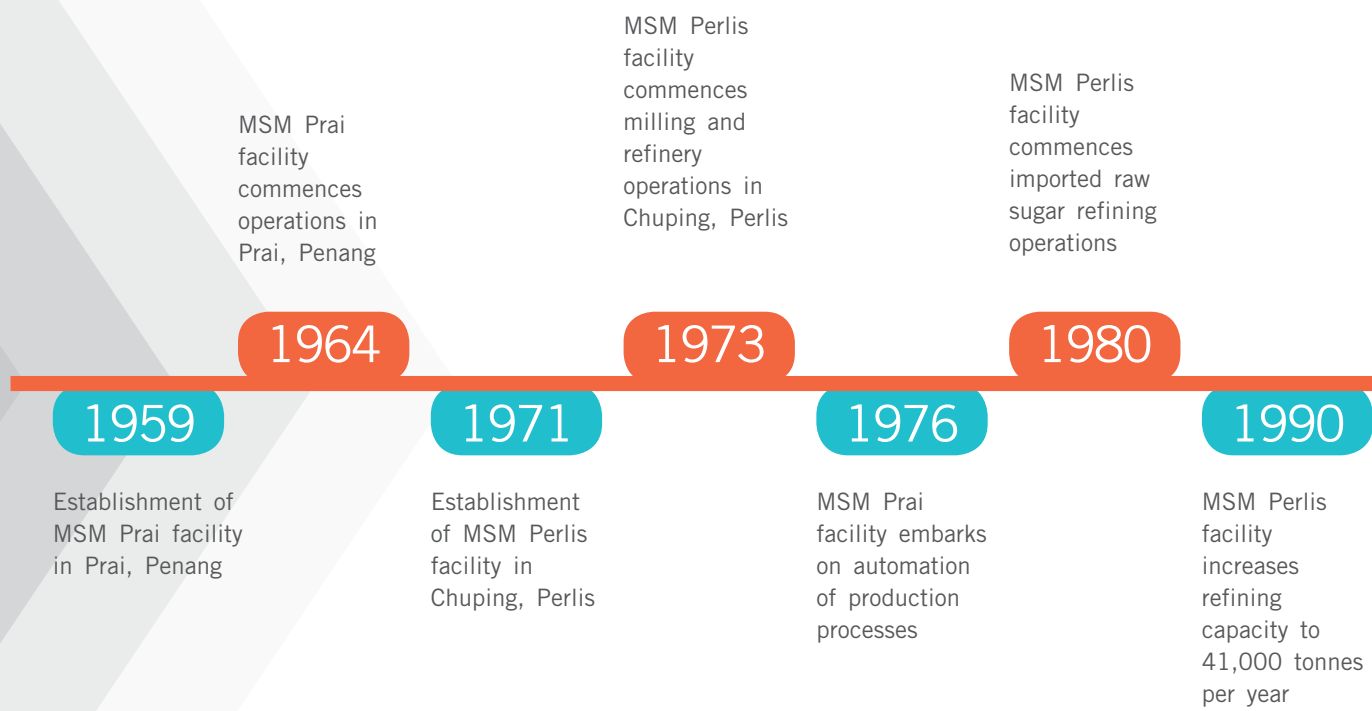 1959
Establishment of
MSM Prai facility
in Prai, Penang
MSM Prai
facility
commences
operations in
Prai, Penang
1964
1971
Establishment
of MSM Perlis
facility in
Chuping, Perlis
MSM Perlis
facility
commences
milling and
refinery
operations in
Chuping, Perlis
1973
1976
MSM Prai
facility embarks
on automation
of production
processes
MSM Perlis
facility
commences
imported raw
sugar refining
operations
1980
1990
MSM Perlis
facility
increases
refining
capacity to
41,000 tonnes
per year